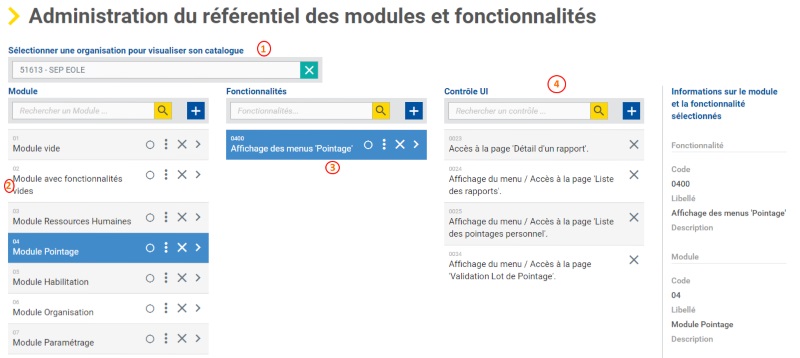 Administration du référentiel des modules et fonctionnalités
Sélectionner une organisation pour visualiser son catalogue
1
51613 - SEP EOLE
Module
Rechercher un Module ...
01
Module vide
2
02
Module avec fonctionnalités
vides
03
Module Ressources Humaines
04
Module Pointage
05
Module Habilitation
06
Module Organisation
07
Module Paramétrage
Fonctionnalités
Fonctionnalités...
0400
Affichage des menus 'Pointage'
3
Contrôle UI
4
Rechercher un contrôle ...
0023
Accès à la page 'Détail d'un rapport'.
0024
Affichage du menu / Accès à la page 'Liste
des rapports'.
0025
Affichage du menu / Accès à la page 'Liste
des pointages personnel'.
0034
Affichage du menu / Accès à la page
'Validation Lot de Pointage'.
Informations sur le module
et la fonctionnalité
sélectionnés
Fonctionnalité
Code
0400
Libellé
Affichage des menus 'Pointage'
Description
Module
Code
04
Libellé
Module Pointage
Description